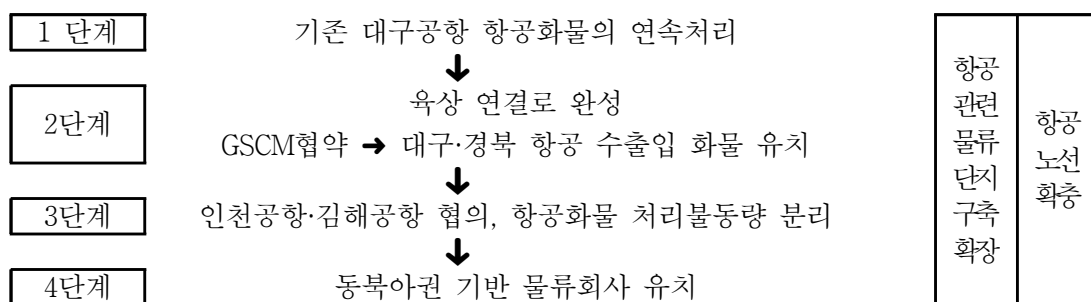 1 단계
기존 대구공항 항공화물의 연속처리
2단계
육상 연결로 완성
GSCM협약 → 대구·경북 항공 수출입 화물 유치
3단계
인천공항·김해공항 협의, 항공화물 처리불동량 분리
4단계
동북아권 기반 물류회사 유치
항공
관련
물류
단지
구축
확장
항공
노선
확충